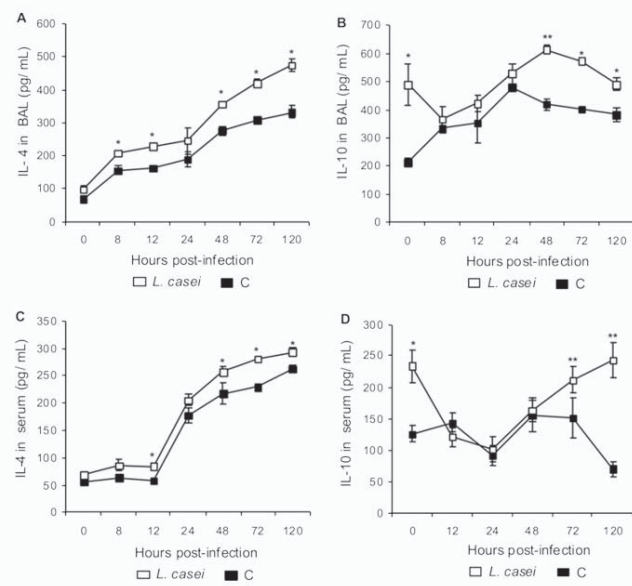 A
IL-4 in BAL (pg/ mL)
600
500
400
300
200
100
0
* * * * *
0 8 12 24 48 72 120
Hours post-infection
L. casei C
B
IL-10 in BAL (pg/ mL)
700
600
500
400
300
200
100
0
* ** * *
0 8 12 24 48 72 120
Hours post-infection
L. casei C
C
IL-4 in serum (pg/ mL)
350
300
250
200
150
100
50
0
* * * *
0 8 12 24 48 72 120
Hours post-infection
L. casei C
D
IL-10 in serum (pg/ mL)
300
250
200
150
100
50
0
* ** **
0 12 24 48 72 120
Hours post-infection
L. casei C